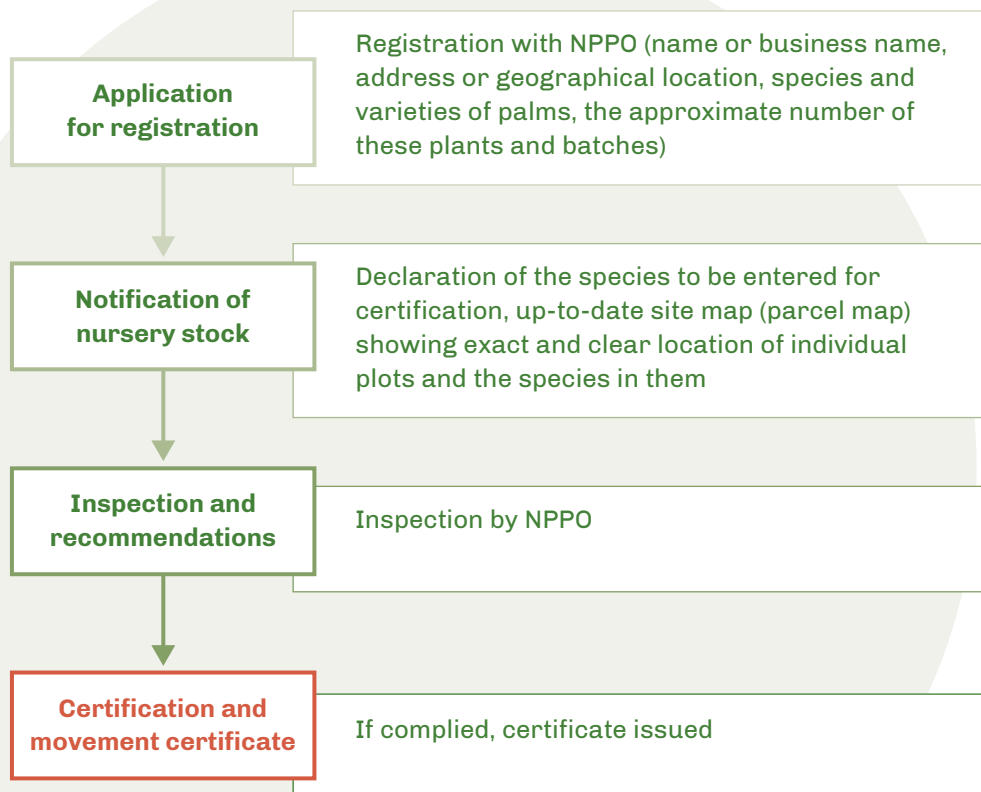 Application
for registration
Registration with NPPO (name or business name,
address or geographical location, species and
varieties of palms, the approximate number of
these plants and batches)
Notification of
nursery stock
Declaration of the species to be entered for
certification, up-to-date site map (parcel map)
showing exact and clear location of individual
plots and the species in them
Inspection and
recommendations
Inspection by NPPO
Certification and
movement certificate
If complied, certificate issued